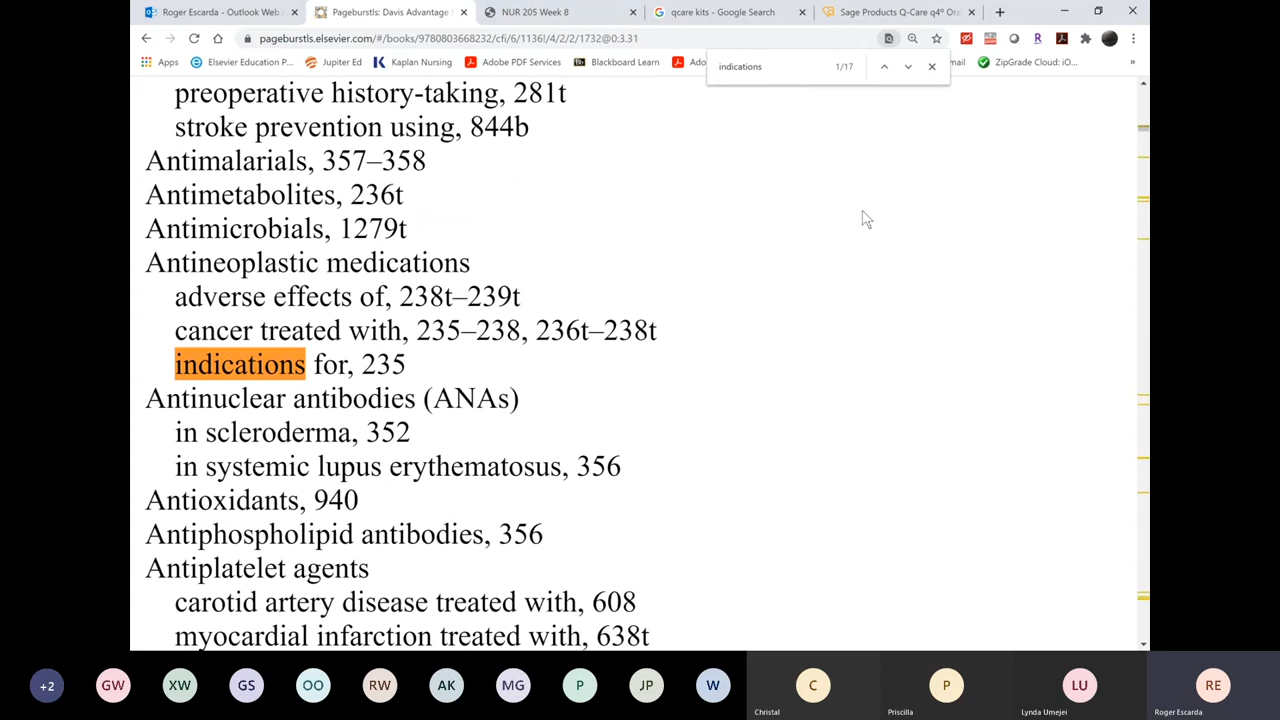 Roger Escarda - Outlook Web
Pageburstls: Davis Advantage
NUR 205 Week 8
qcare kits - Google Search
Sage Products Q-Care q4® Ora
pageburstls.elsevier.com/#/books/9780803668232/cfi/6/1136!/4/2/2/1732@0:3.31
Apps
Elsevier Education P...
Jupiter Ed
Kaplan Nursing
Adobe PDF Services
Blackboard Learn
Ad
mail
ZipGrade Cloud: iO...
indications
1/17
preoperative history-taking, 281t
stroke prevention using, 844b
Antimalarials, 357–358
Antimetabolites, 236t
Antimicrobials, 1279t
Antineoplastic medications
adverse effects of, 238t–239t
cancer treated with, 235–238, 236t–238t
indications for, 235
Antinuclear antibodies (ANAs)
in scleroderma, 352
in systemic lupus erythematosus, 356
Antioxidants, 940
Antiphospholipid antibodies, 356
Antiplatelet agents
carotid artery disease treated with, 608
myocardial infarction treated with, 638t
+2
GW
XW
GS
OO
RW
AK
MG
P
JP
W
C
P
LU
RE
Christal
Priscilla
Lynda Umejei
Roger Escarda